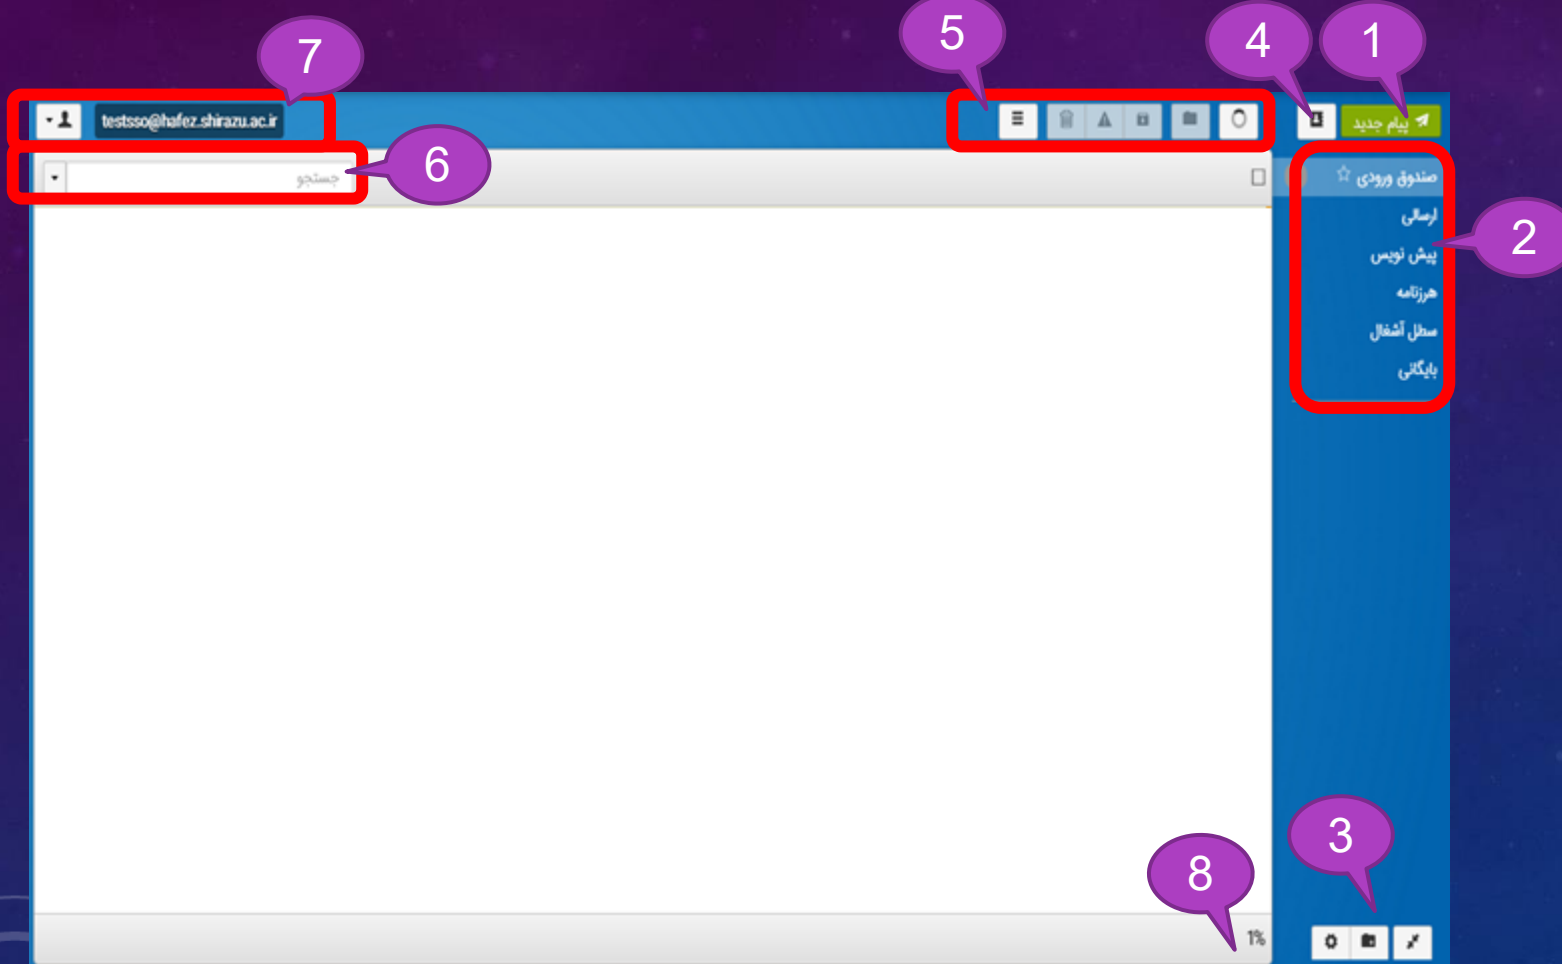 7
5
4
1
testsso@hafez.shirazu.ac.ir
پیام جدید
6
جستجو
صندوق ورودی
ارسالی
2
پیش نویس
هرزنامه
سطل آشغال
بایگانی
3
8
1%